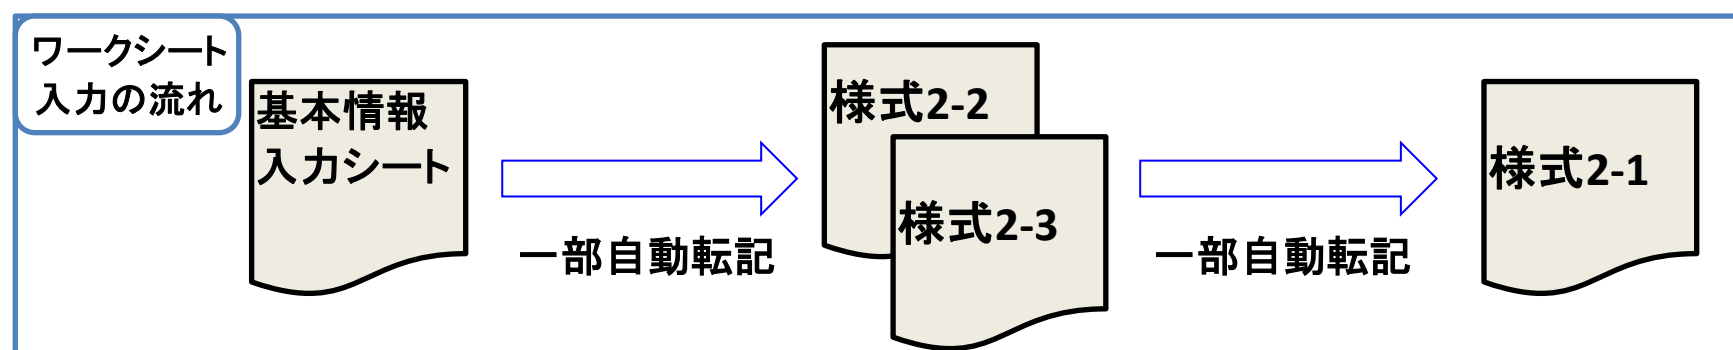 ワークシート
入力の流れ
基本情報
入力シート
一部自動転記
様式2-2
様式2-3
一部自動転記
様式2-1